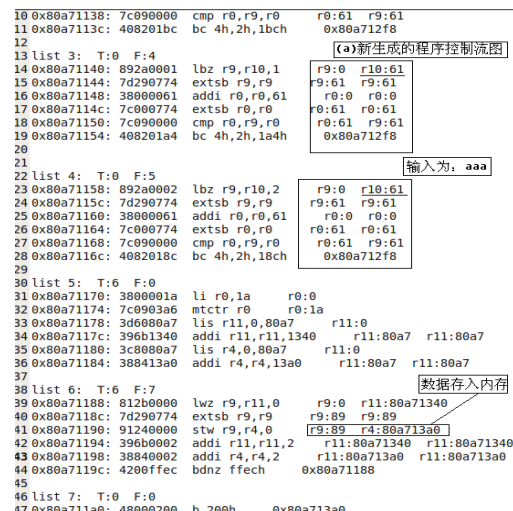 10 0x80a71138: 7c090000 cmp r0,r9,r0 r0:61 r9:61
11 0x80a7113c: 408201bc bc 4h,2h,1bch 0x80a712f8
12
(a)新生成的程序控制流图
13 list 3: T:0 F:4
14 0x80a71140: 892a0001 lbz r9,r10,1 r9:0 r10:61
15 0x80a71144: 7d290774 extsb r9,r9 r9:61 r9:61
16 0x80a71148: 38000061 addi r0,r0,61 r0:0 r0:0
17 0x80a7114c: 7c000774 extsb r0,r0 r0:61 r0:61
18 0x80a71150: 7c090000 cmp r0,r9,r0 r0:61 r9:61
19 0x80a71154: 408201a4 bc 4h,2h,1a4h 0x80a712f8
20
21
输入为: aaa
22 list 4: T:0 F:5
23 0x80a71158: 892a0002 lbz r9,r10,2 r9:0 r10:61
24 0x80a7115c: 7d290774 extsb r9,r9 r9:61 r9:61
25 0x80a71160: 38000061 addi r0,r0,61 r0:0 r0:0
26 0x80a71164: 7c000774 extsb r0,r0 r0:61 r0:61
27 0x80a71168: 7c090000 cmp r0,r9,r0 r0:61 r9:61
28 0x80a7116c: 4082018c bc 4h,2h,18ch 0x80a712f8
29
30 list 5: T:6 F:0
31 0x80a71170: 3800001a li r0,1a r0:0
32 0x80a71174: 7c0903a6 mtctr r0 r0:1a
33 0x80a71178: 3d6080a7 lis r11,0,80a7 r11:0
34 0x80a7117c: 396b1340 addi r11,r11,1340 r11:80a7 r11:80a7
35 0x80a71180: 3c8080a7 lis r4,0,80a7 r11:0
36 0x80a71184: 388413a0 addi r4,r4,13a0 r11:80a7 r11:80a7
37
数据存入内存
38 list 6: T:6 F:7
39 0x80a71188: 812b0000 lwz r9,r11,0 r9:0 r11:80a71340
40 0x80a7118c: 7d290774 extsb r9,r9 r9:89 r9:89
41 0x80a71190: 91240000 stw r9,r4,0 r9:89 r4:80a713a0
42 0x80a71194: 396b0002 addi r11,r11,2 r11:80a71340 r11:80a71340
43 0x80a71198: 38840002 addi r4,r4,2 r11:80a713a0 r11:80a713a0
44 0x80a7119c: 4200ffec bdnz ffech 0x80a71188
45
46 list 7: T:0 F:0
47 0x80a711a0: 48000200 b 200h 0x80a713a0